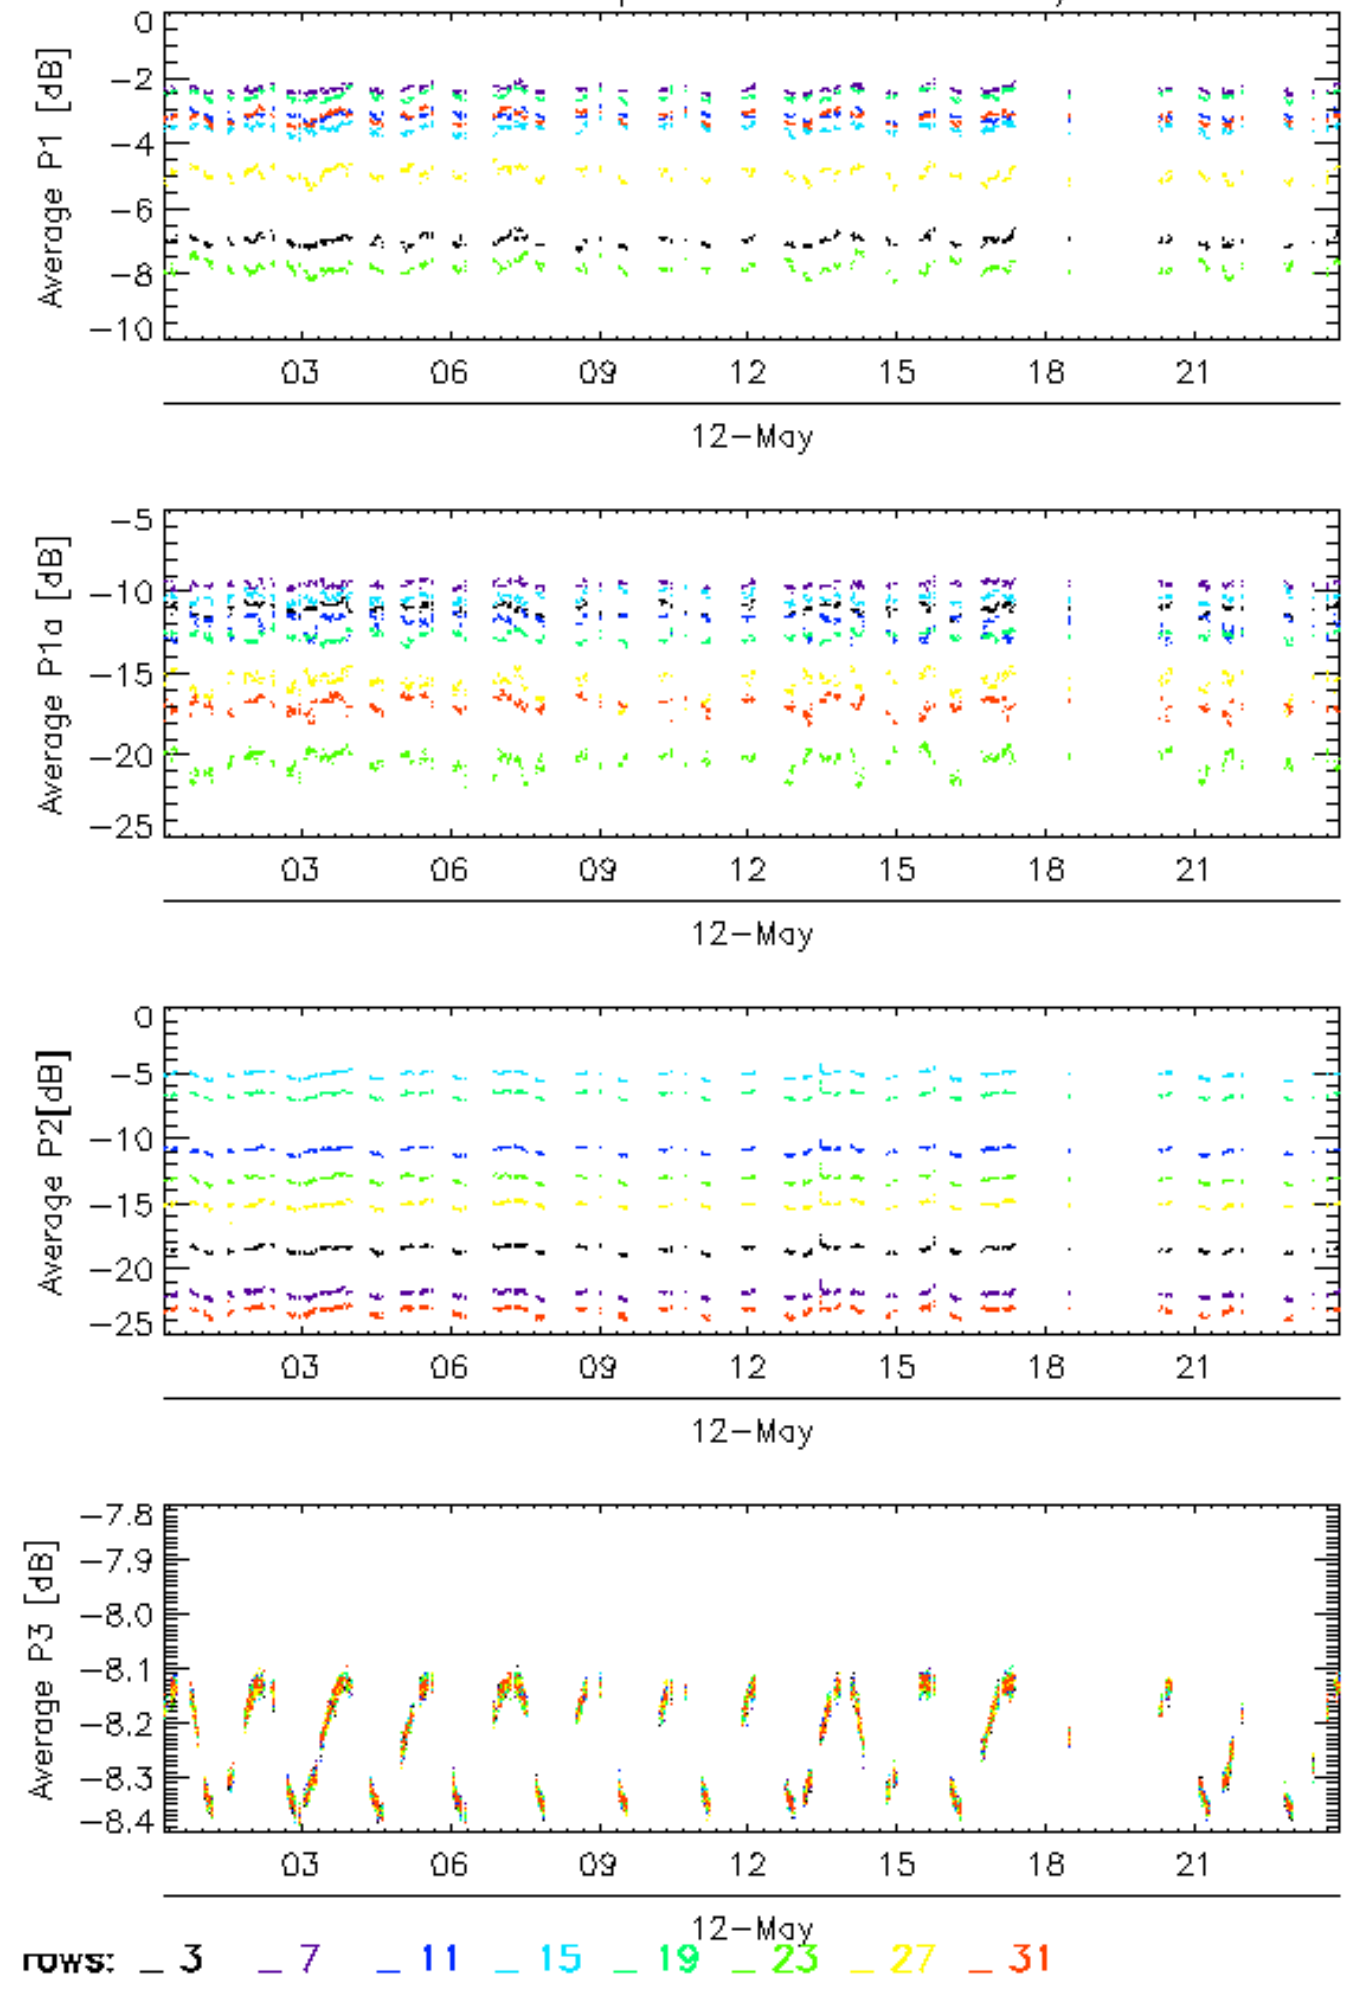 0
−2
−4
−6
−8
−10
Average P1 [dB]
03 06 09 12 15 18 21
12−May
−5
−10
−15
−20
−25
Average P1a [dB]
03 06 09 12 15 18 21
12−May
0
−5
−10
−15
−20
−25
Average P2[dB]
03 06 09 12 15 18 21
12−May
−7.8
−7.9
−8.0
−8.1
−8.2
−8.3
−8.4
Average P3 [dB]
03 06 09 12 15 18 21
12−May
rows: _ 3 _ 7 _ 11 _ 15 _ 19 _ 23 _ 27 _ 31